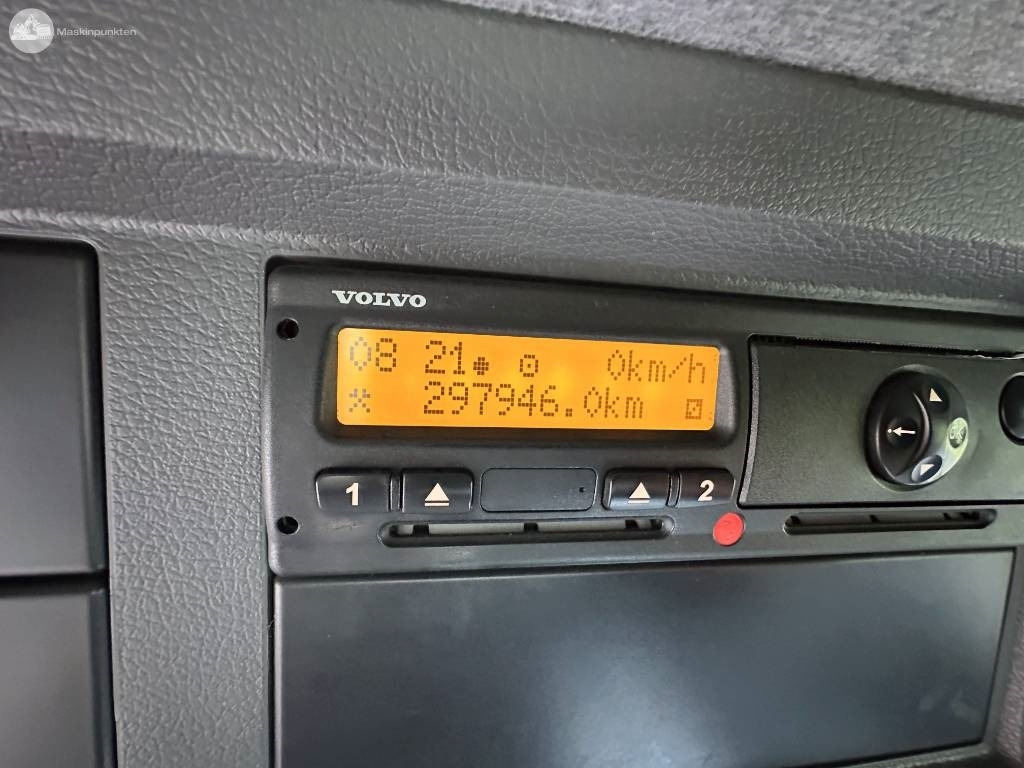 Maskinpunkten
VOLVO
08 21 0km/h
297946.0km
1 2